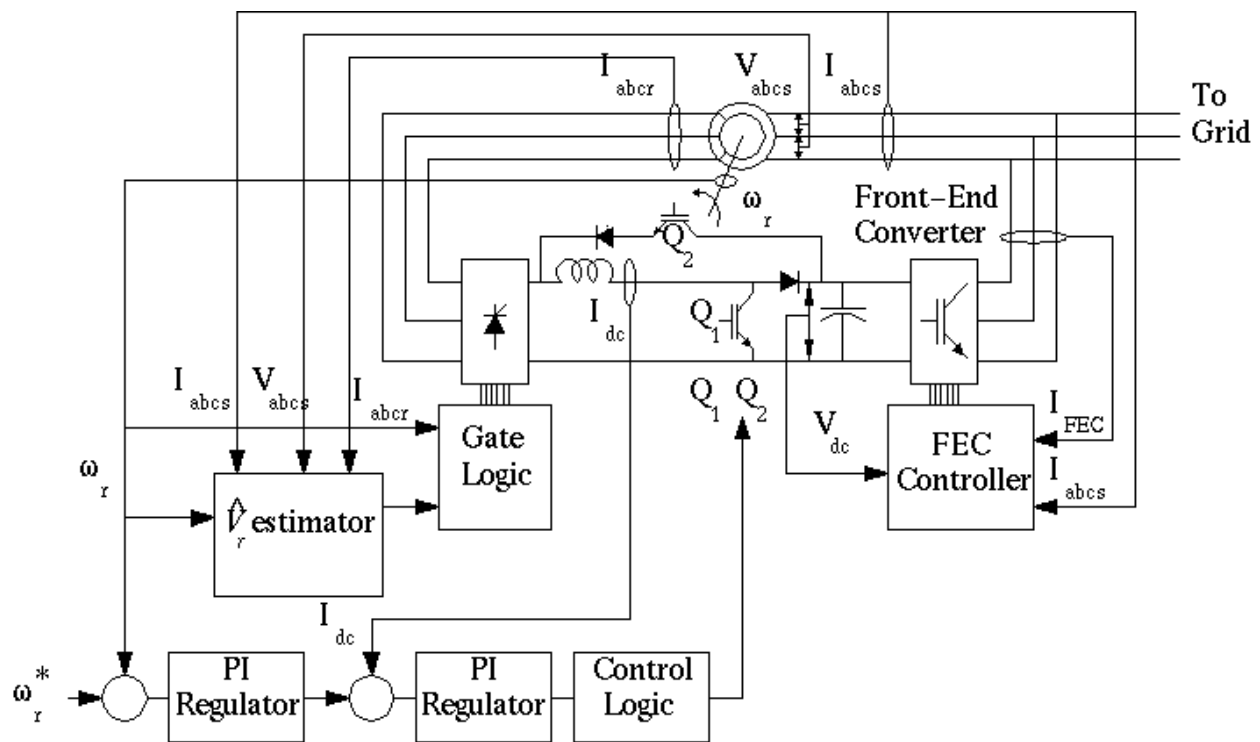 I abcr
V abcs
I abcs
To
Grid
ω r
Front-End
Converter
Q 2
I dc
Q 1
Q 1 Q 2
I abcs
V abcs
I abcr
Gate
Logic
V dc
FEC
Controller
I FEC
I abcs
ω r
r estimator
I dc
ω r *
PI
Regulator
PI
Regulator
Control
Logic